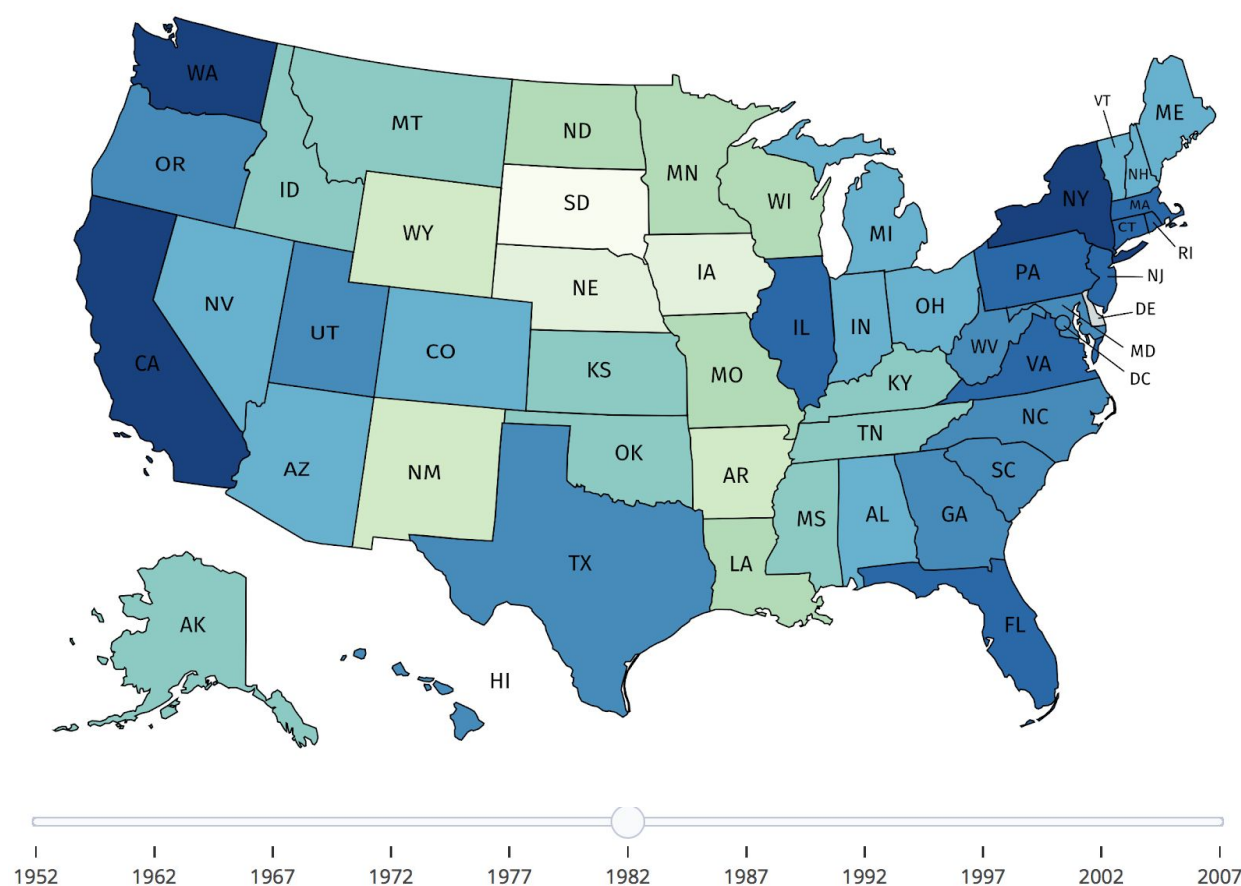 WA
MT
ND
MN
VT
ME
OR
ID
SD
WI
NH
WY
MI
NY
MA
CT
RI
IA
PA
NJ
NE
NV
OH
DE
UT
CO
IL
IN
WV
MD
CA
KS
MO
KY
VA
DC
NC
TN
AZ
NM
OK
AR
SC
MS
AL
GA
TX
LA
AK
FL
HI
1952 1962 1967 1972 1977 1982 1987 1992 1997 2002 2007